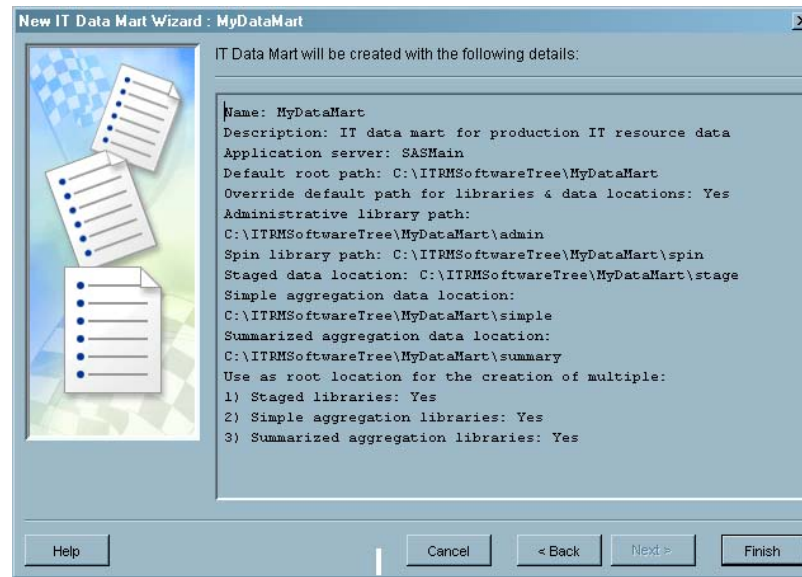 New IT Data Mart Wizard : MyDataMart
IT Data Mart will be created with the following details:
Name: MyDataMart
Description: IT data mart for production IT resource data
Application server: SASMain
Default root path: C:\ITRMSoftwareTree\MyDataMart
Override default path for libraries & data locations: Yes
Administrative library path:
C:\ITRMSoftwareTree\MyDataMart\admin
Spin library path: C:\ITRMSoftwareTree\MyDataMart\spin
Staged data location: C:\ITRMSoftwareTree\MyDataMart\stage
Simple aggregation data location:
C:\ITRMSoftwareTree\MyDataMart\simple
Summarized aggregation data location:
C:\ITRMSoftwareTree\MyDataMart\summary
Use as root location for the creation of multiple:
1) Staged libraries: Yes
2) Simple aggregation libraries: Yes
3) Summarized aggregation libraries: Yes
Help Cancel < Back Next > Finish